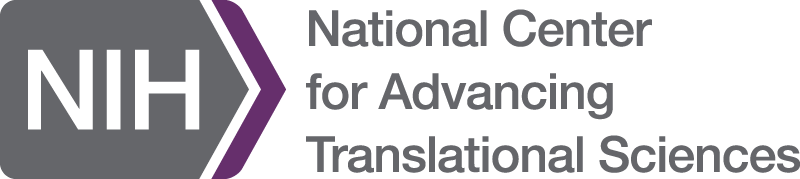 NIH
National Center
for Advancing
Translational Sciences